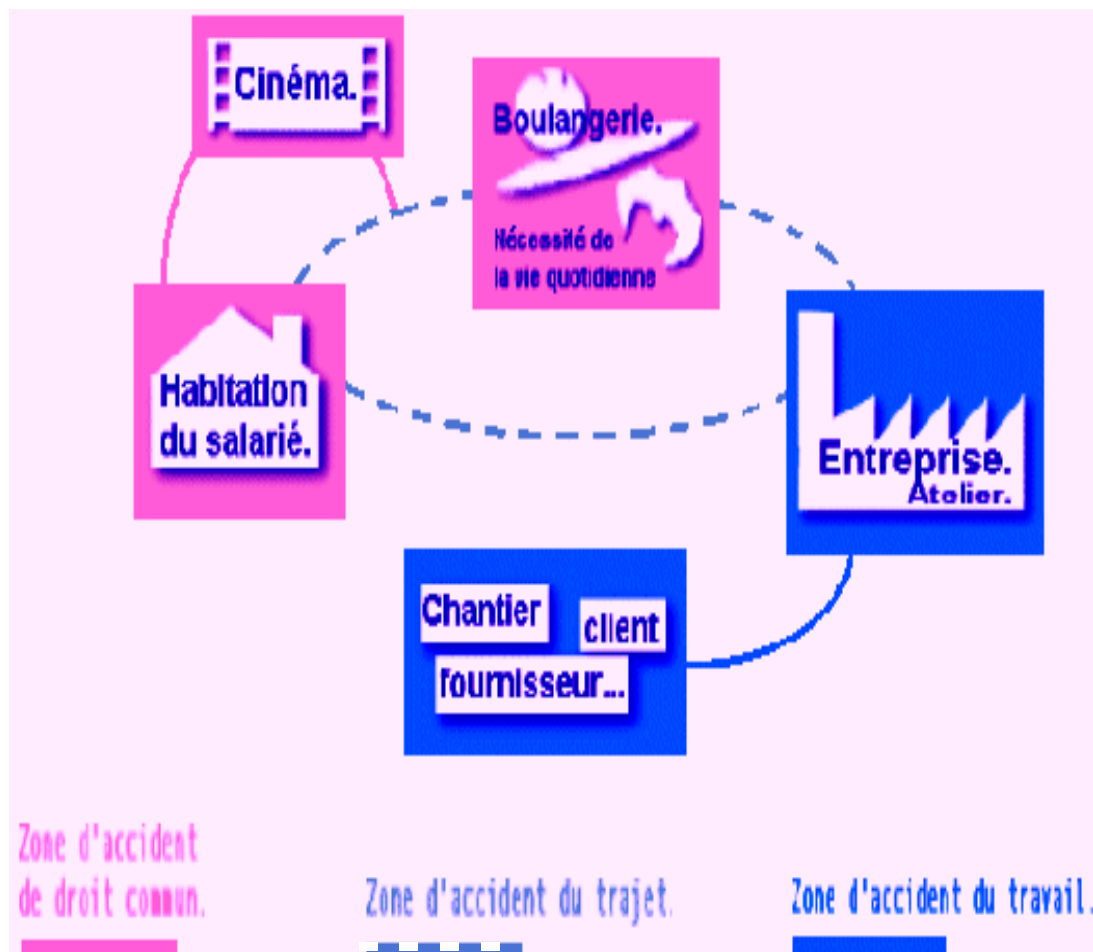 Cinéma.
Boulangerie.
Nécessité de
la vie quotidienne
Habitation
du salarié.
Entreprise.
Atelier.
Chantier
client
fournisseur...
Zone d'accident
de droit commun.
Zone d'accident du trajet.
Zone d'accident du travail.